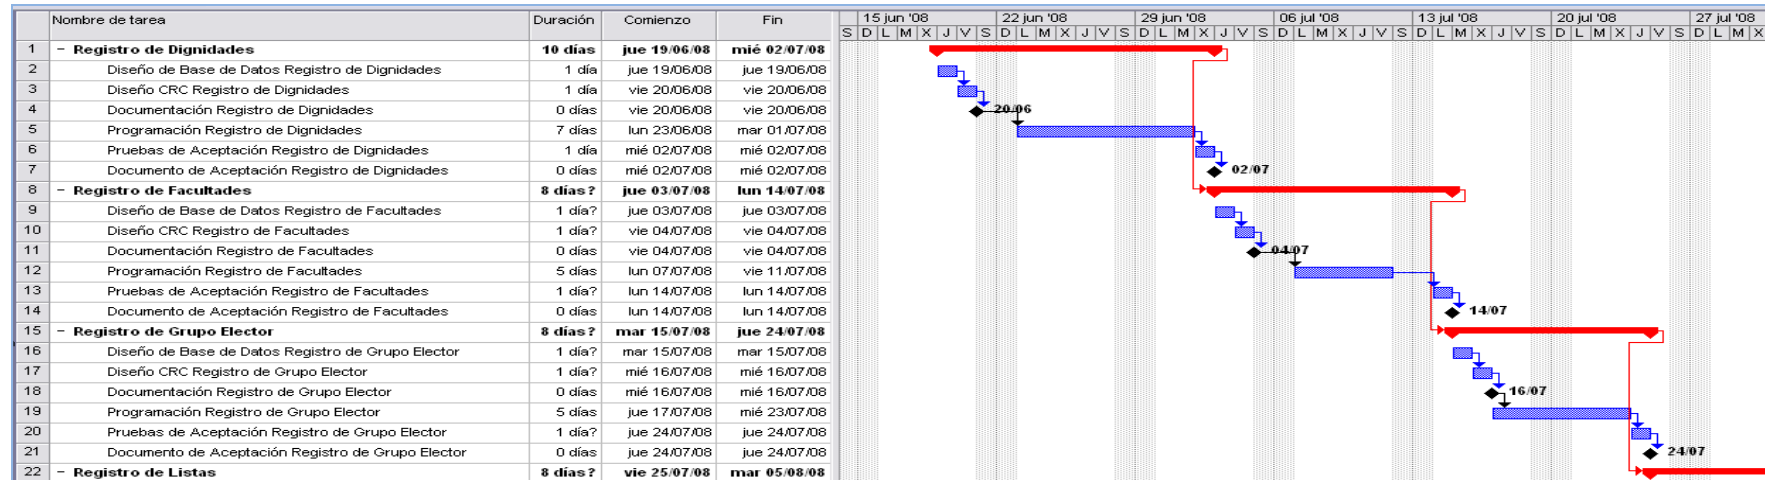 Nombre de tarea Duración Comienzo Fin 15 jun '08 22 jun '08 29 jun '08 06 jul '08 13 jul '08 20 jul '08 27 jul '08
S D L M X J V S D L M X J V S D L M X J V S D L M X J V S D L M X J V S D L M X J V S D L M X
1 − Registro de Dignidades 10 días jue 19/06/08 mié 02/07/08
2 Diseño de Base de Datos Registro de Dignidades 1 día jue 19/06/08 jue 19/06/08
3 Diseño CRC Registro de Dignidades 1 día vie 20/06/08 vie 20/06/08
4 Documentación Registro de Dignidades 0 días vie 20/06/08 vie 20/06/08 20/06
5 Programación Registro de Dignidades 7 días lun 23/06/08 mar 01/07/08
6 Pruebas de Aceptación Registro de Dignidades 1 día mié 02/07/08 mié 02/07/08
7 Documento de Aceptación Registro de Dignidades 0 días mié 02/07/08 mié 02/07/08 02/07
8 − Registro de Facultades 8 días? jue 03/07/08 lun 14/07/08
9 Diseño de Base de Datos Registro de Facultades 1 día? jue 03/07/08 jue 03/07/08
10 Diseño CRC Registro de Facultades 1 día? vie 04/07/08 vie 04/07/08
11 Documentación Registro de Facultades 0 días vie 04/07/08 vie 04/07/08 04/07
12 Programación Registro de Facultades 5 días lun 07/07/08 vie 11/07/08
13 Pruebas de Aceptación Registro de Facultades 1 día? lun 14/07/08 lun 14/07/08
14 Documento de Aceptación Registro de Facultades 0 días lun 14/07/08 lun 14/07/08 14/07
15 − Registro de Grupo Elector 8 días? mar 15/07/08 jue 24/07/08
16 Diseño de Base de Datos Registro de Grupo Elector 1 día? mar 15/07/08 mar 15/07/08
17 Diseño CRC Registro de Grupo Elector 1 día? mié 16/07/08 mié 16/07/08
18 Documentación Registro de Grupo Elector 0 días mié 16/07/08 mié 16/07/08 16/07
19 Programación Registro de Grupo Elector 5 días jue 17/07/08 mié 23/07/08
20 Pruebas de Aceptación Registro de Grupo Elector 1 día? jue 24/07/08 jue 24/07/08
21 Documento de Aceptación Registro de Grupo Elector 0 días jue 24/07/08 jue 24/07/08 24/07
22 − Registro de Listas 8 días? vie 25/07/08 mar 05/08/08